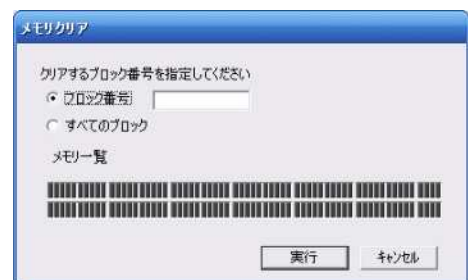 メモリクリア
クリアするブロック番号を指定してください
ブロック番号
すべてのブロック
メモリ一覧
実行 キャンセル